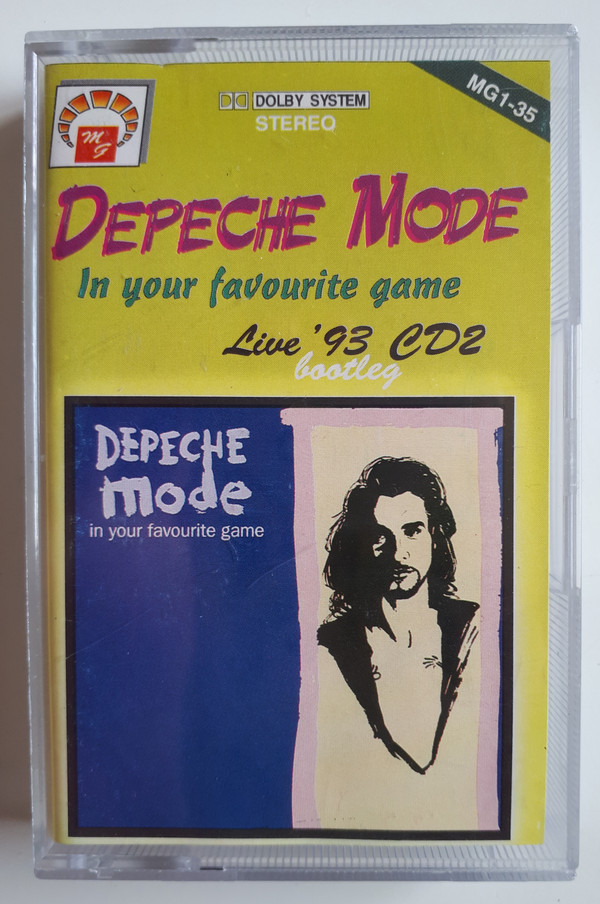 MG
DOLBY SYSTEM
STEREO
MG1-35
DEPECHE MODE
In your favourite game
Live '93 CD2
bootleg
DEPECHE
mode
in your favourite game